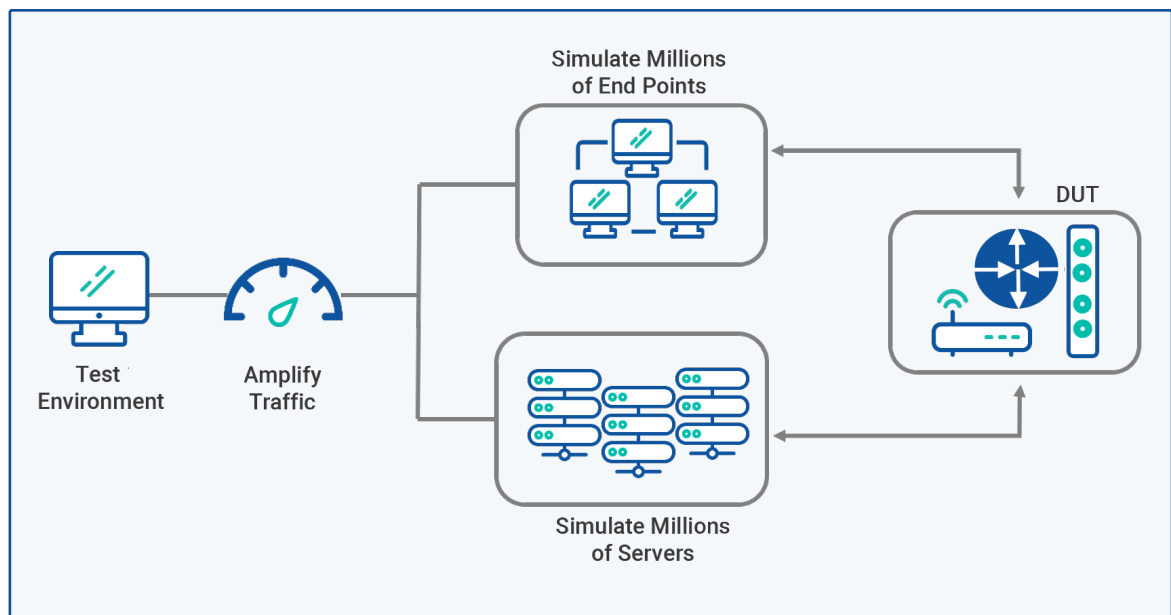 Simulate Millions
of End Points
DUT
Test
Environment
Amplify
Traffic
Simulate Millions
of Servers